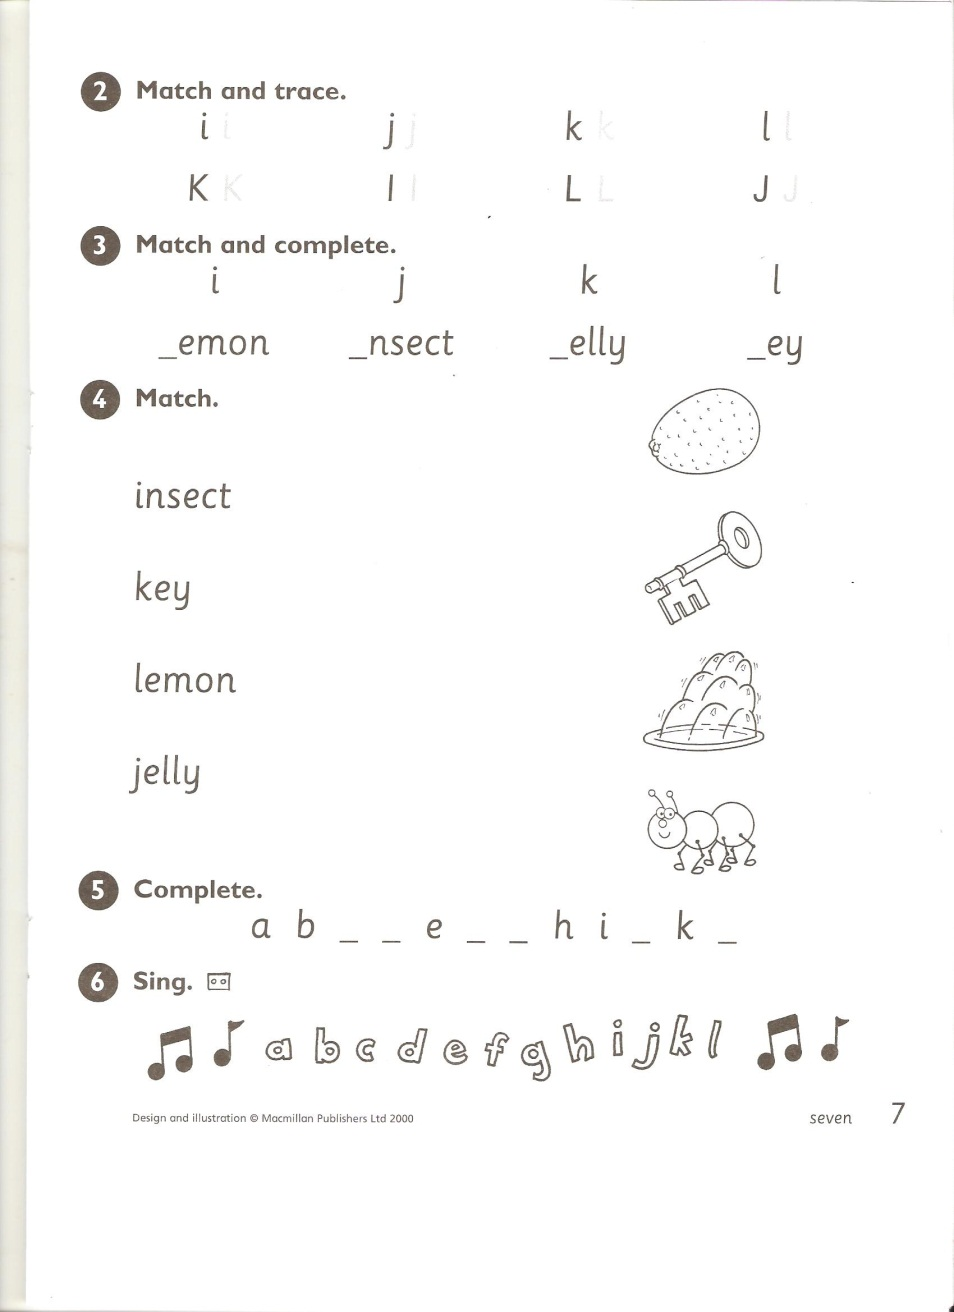 2 Match and trace.
i i j j k k l l
K K I I L L J J
3 Match and complete.
i j k l
_emon _nsect _elly _ey
4 Match.
insect
key
lemon
jelly
5 Complete.
a b _ _ e _ _ h i _ k _
6 Sing.
a b c d e f g h i j k l
Design and illustration © Macmillan Publishers Ltd 2000 seven 7